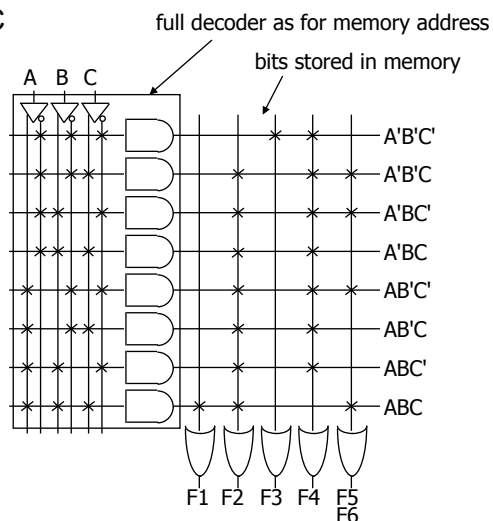 C
full decoder as for memory address
bits stored in memory
A B C
A'B'C'
A'B'C
A'BC'
A'BC
AB'C'
AB'C
ABC'
ABC
F1 F2 F3 F4 F5
F6